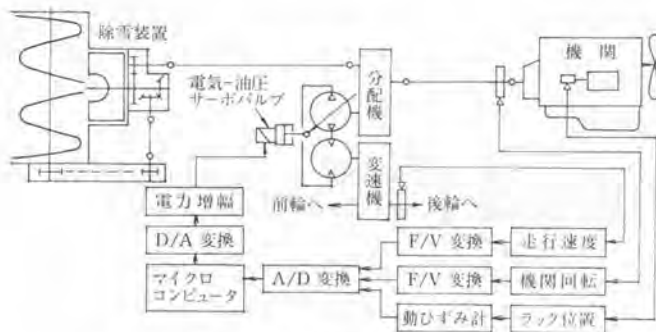 除雪装置
電気-油圧
サーボバルブ
分配機
機関
変速機
前輪へ
後輪へ
電力増幅
D/A 変換
マイクロ
コンピュータ
A/D 変換
F/V 変換
走行速度
F/V 変換
機関回転
動ひずみ計
ラック位置